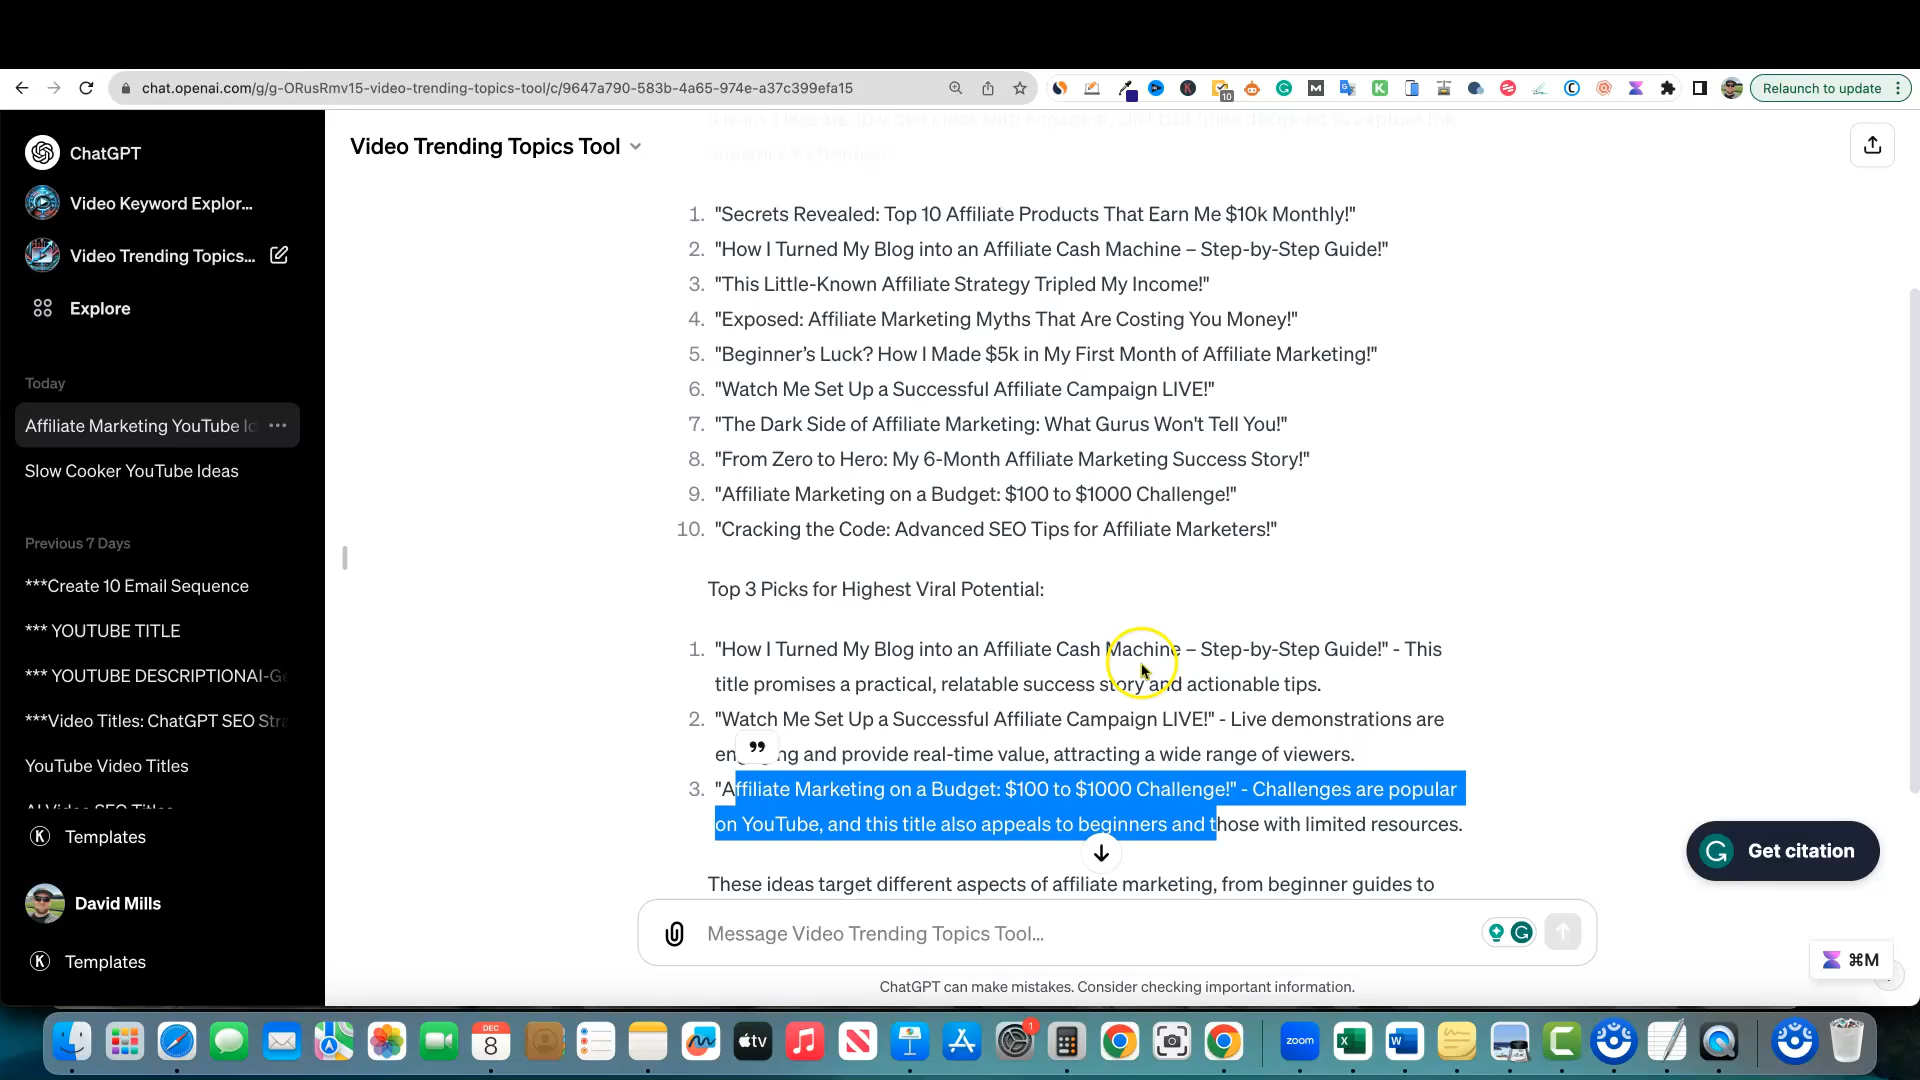 chat.openai.com/g/g-ORusRmv15-video-trending-topics-tool/c/9647a790-583b-4a65-974e-a37c399efa15
10
Relaunch to update
ChatGPT
Video Keyword Explor...
Video Trending Topics...
Explore
Today
Affiliate Marketing YouTube Id
Slow Cooker YouTube Ideas
Previous 7 Days
***Create 10 Email Sequence
*** YOUTUBE TITLE
*** YOUTUBE DESCRIPTIONAI-Ge
***Video Titles: ChatGPT SEO Stra
YouTube Video Titles
AI Video SEO Titles
Templates
David Mills
Templates
Video Trending Topics Tool
1. "Secrets Revealed: Top 10 Affiliate Products That Earn Me $10k Monthly!"
2. "How I Turned My Blog into an Affiliate Cash Machine – Step-by-Step Guide!"
3. "This Little-Known Affiliate Strategy Tripled My Income!"
4. "Exposed: Affiliate Marketing Myths That Are Costing You Money!"
5. "Beginner’s Luck? How I Made $5k in My First Month of Affiliate Marketing!"
6. "Watch Me Set Up a Successful Affiliate Campaign LIVE!"
7. "The Dark Side of Affiliate Marketing: What Gurus Won't Tell You!"
8. "From Zero to Hero: My 6-Month Affiliate Marketing Success Story!"
9. "Affiliate Marketing on a Budget: $100 to $1000 Challenge!"
10. "Cracking the Code: Advanced SEO Tips for Affiliate Marketers!"
Top 3 Picks for Highest Viral Potential:
1. "How I Turned My Blog into an Affiliate Cash Machine – Step-by-Step Guide!" - This
title promises a practical, relatable success story and actionable tips.
2. "Watch Me Set Up a Successful Affiliate Campaign LIVE!" - Live demonstrations are
and provide real-time value, attracting a wide range of viewers.
3. "Affiliate Marketing on a Budget: $100 to $1000 Challenge!" - Challenges are popular
on YouTube, and this title also appeals to beginners and those with limited resources.
These ideas target different aspects of affiliate marketing, from beginner guides to
Get citation
Message Video Trending Topics Tool...
⌘M
ChatGPT can make mistakes. Consider checking important information.
DEC
8
tv
1
zoom